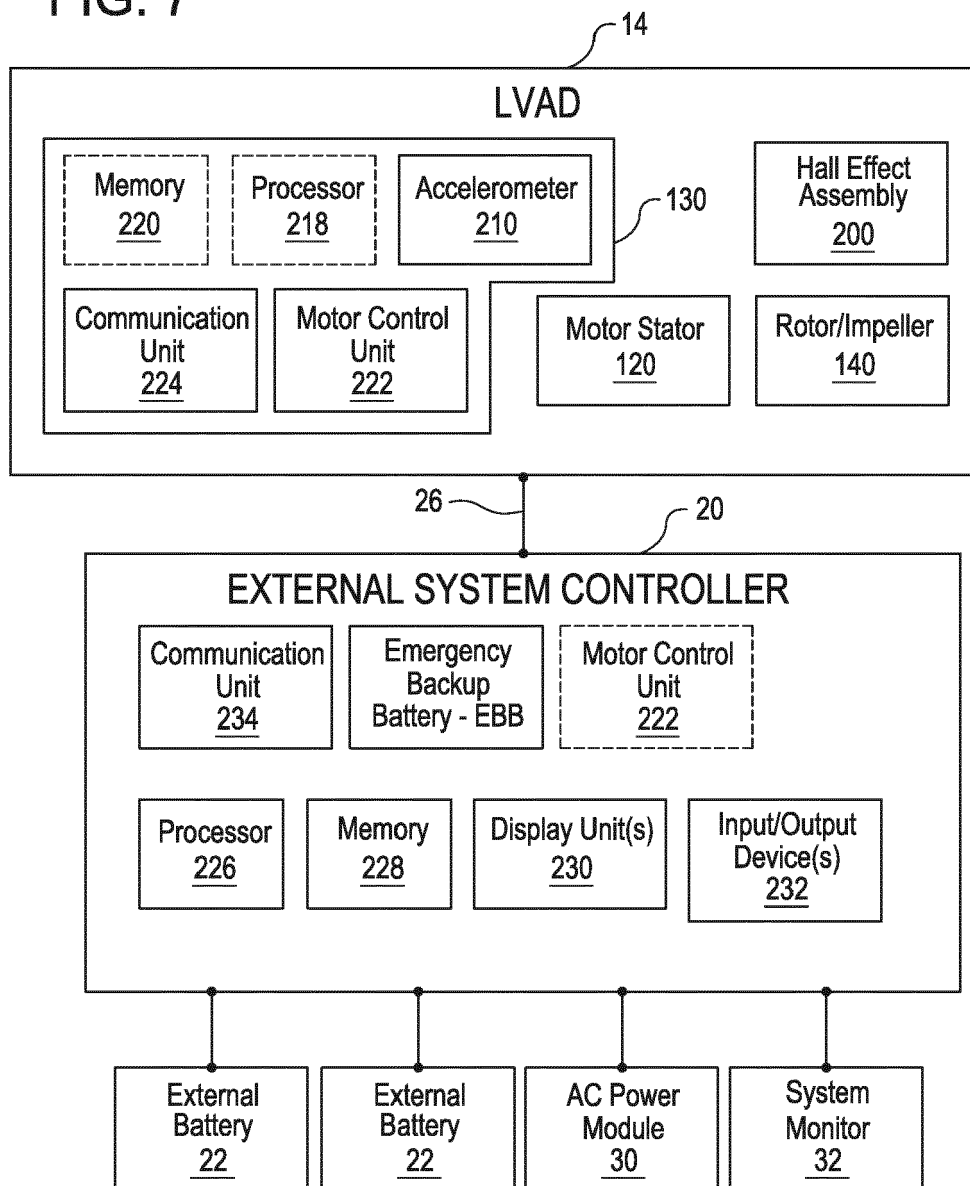 FIG. 7
14
LVAD
Memory
220
Processor
218
Accelerometer
210
130
Hall Effect
Assembly
200
Communication
Unit
224
Motor Control
Unit
222
Motor Stator
120
Rotor/Impeller
140
26
20
EXTERNAL SYSTEM CONTROLLER
Communication
Unit
234
Emergency
Backup
Battery - EBB
Motor Control
Unit
222
Processor
226
Memory
228
Display Unit(s)
230
Input/Output
Device(s)
232
External
Battery
22
External
Battery
22
AC Power
Module
30
System
Monitor
32